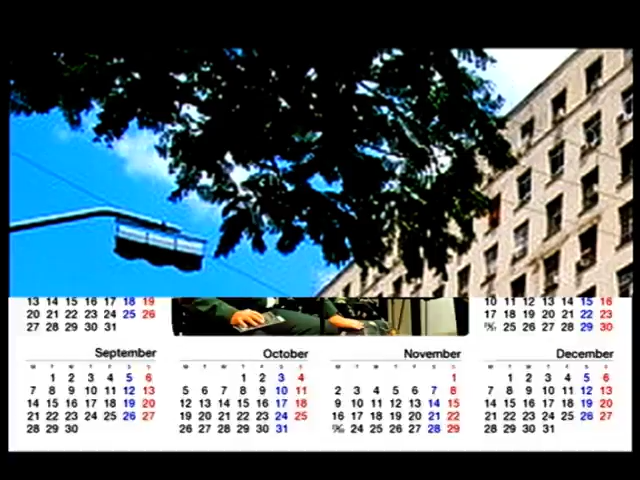 13 14 15 16 17 18 19
20 21 22 23 24 25 26
27 28 29 30 31
10 11 12 13 14 15 16
17 18 19 20 21 22 23
25 26 27 28 29 30
September
1 2 3 4 5 6
7 8 9 10 11 12 13
14 15 16 17 18 19 20
21 22 23 24 25 26 27
28 29 30
October
1 2 3 4
5 6 7 8 9 10 11
12 13 14 15 16 17 18
19 20 21 22 23 24 25
26 27 28 29 30 31
November
1
2 3 4 5 6 7 8
9 10 11 12 13 14 15
16 17 18 19 20 21 22
24 25 26 27 28 29
December
1 2 3 4 5 6
7 8 9 10 11 12 13
14 15 16 17 18 19 20
21 22 23 24 25 26 27
28 29 30 31